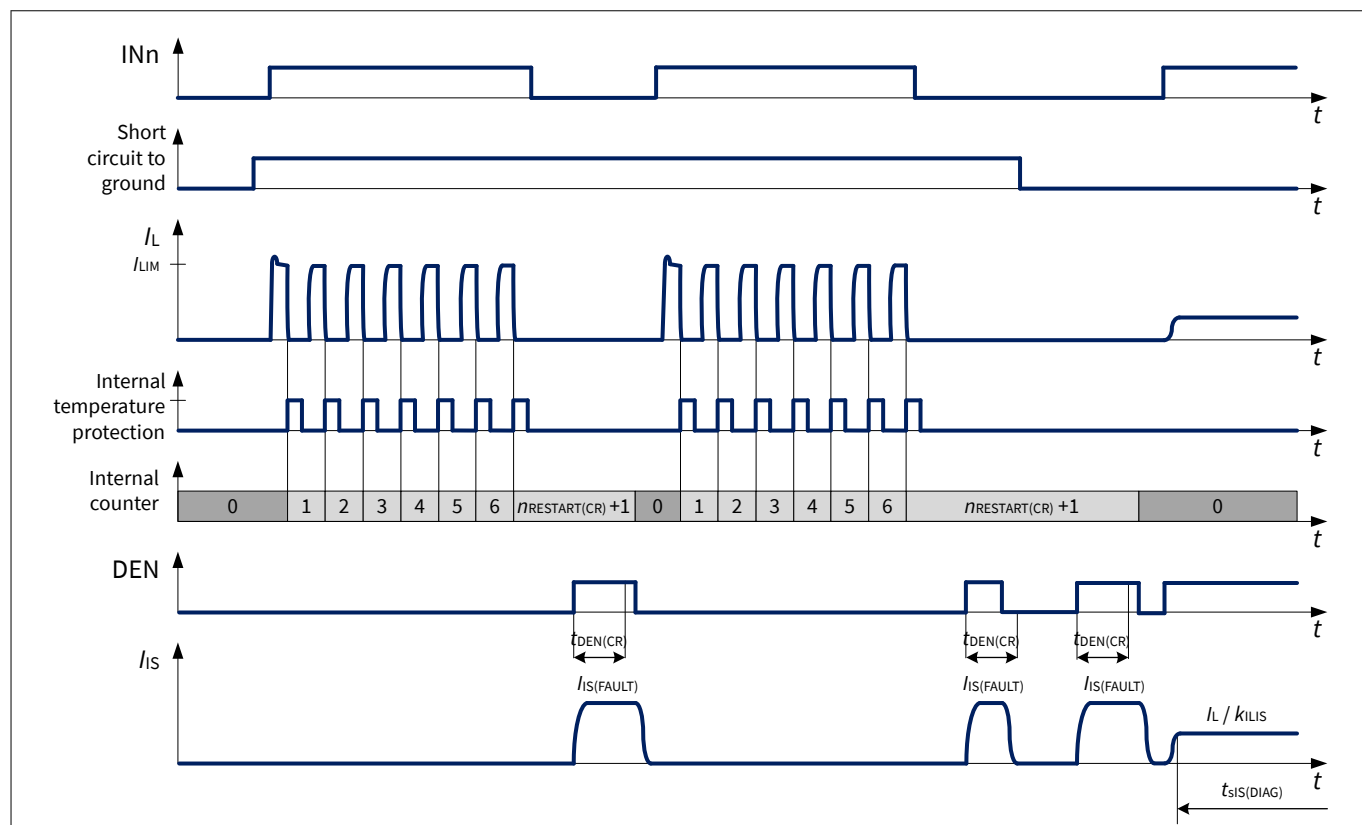 INn
t
Short
circuit to
ground
t
IL
ILIM
t
Internal
temperature
protection
t
Internal
counter
0 1 2 3 4 5 6 nRESTART(CR) +1 0 1 2 3 4 5 6 nRESTART(CR) +1 0
t
DEN
t
tDEN(CR) tDEN(CR) tDEN(CR)
IIS
IIS(FAULT) IIS(FAULT) IIS(FAULT)
IL / kILIS
t
tsIS(DIAG)